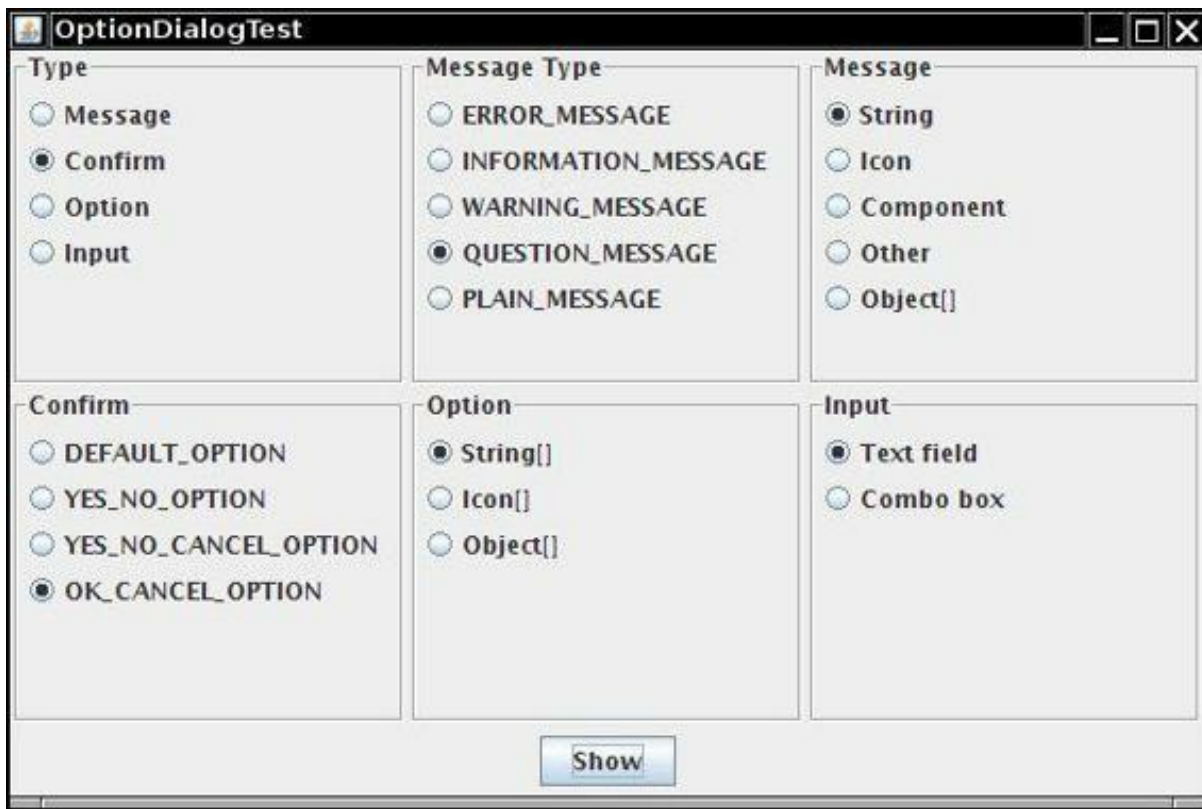 OptionDialogTest
Type
Message
Confirm
Option
Input
Message Type
ERROR_MESSAGE
INFORMATION_MESSAGE
WARNING_MESSAGE
QUESTION_MESSAGE
PLAIN_MESSAGE
Message
String
Icon
Component
Other
Object[]
Confirm
DEFAULT_OPTION
YES_NO_OPTION
YES_NO_CANCEL_OPTION
OK_CANCEL_OPTION
Option
String[]
Icon[]
Object[]
Input
Text field
Combo box
Show